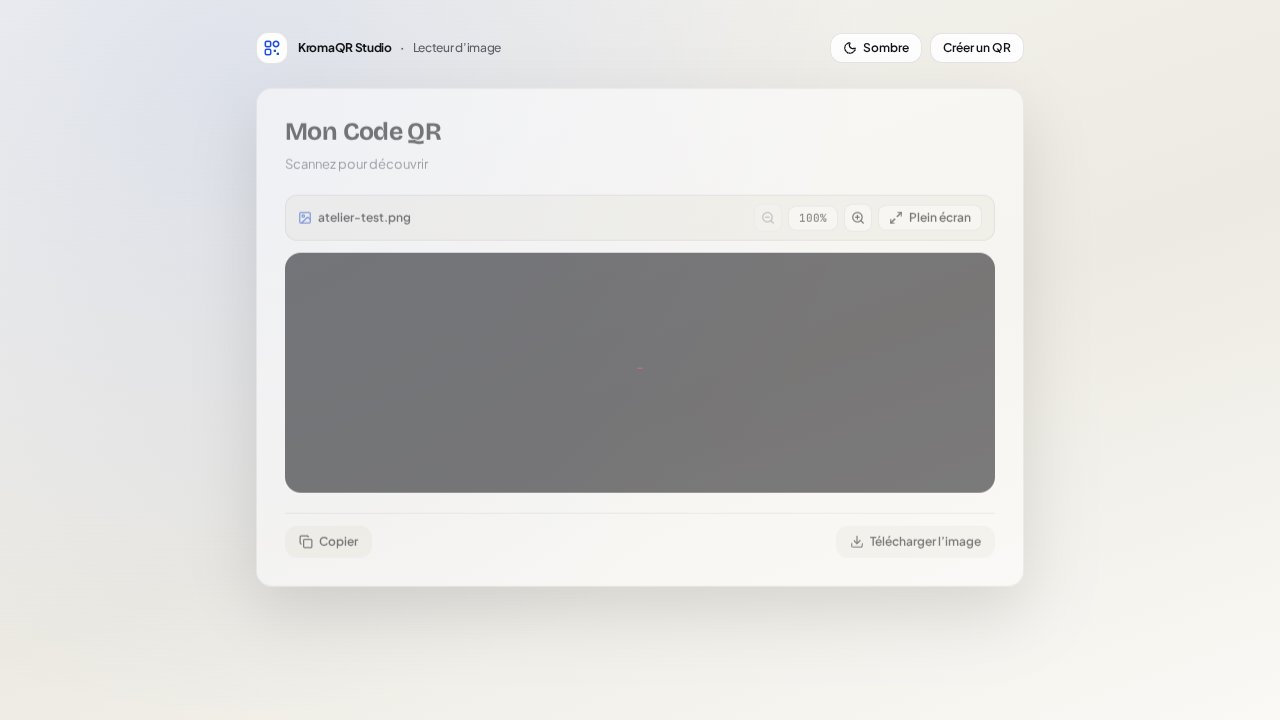 KromaQR Studio · Lecteur d'image
Sombre
Créer un QR
Mon Code QR
Scannez pour découvrir
atelier-test.png
100%
Plein écran
Copier
Télécharger l'image